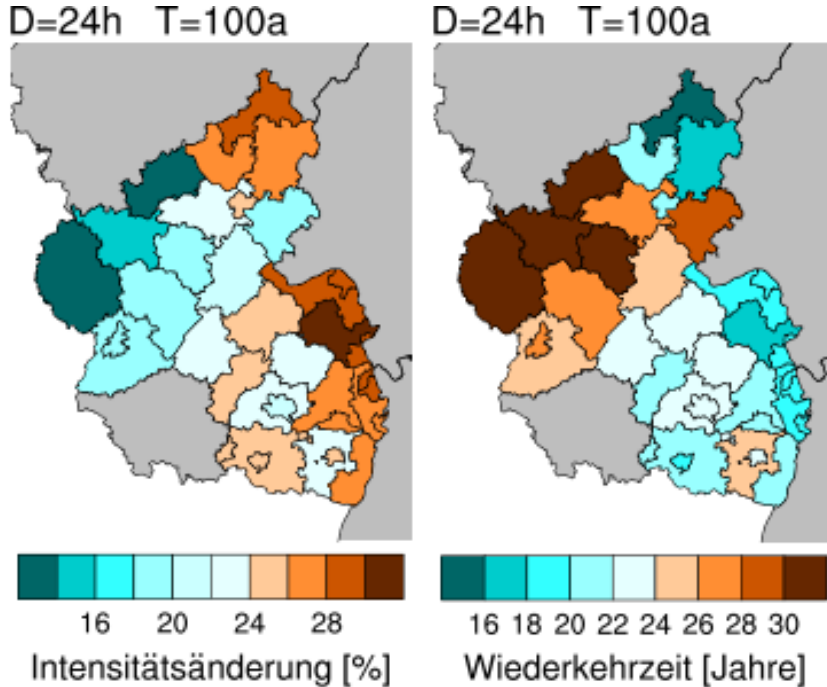 D=24h T=100a
D=24h T=100a
16 20 24 28
16 18 20 22 24 26 28 30
Intensitätsänderung [%]
Wiederkehrzeit [Jahre]